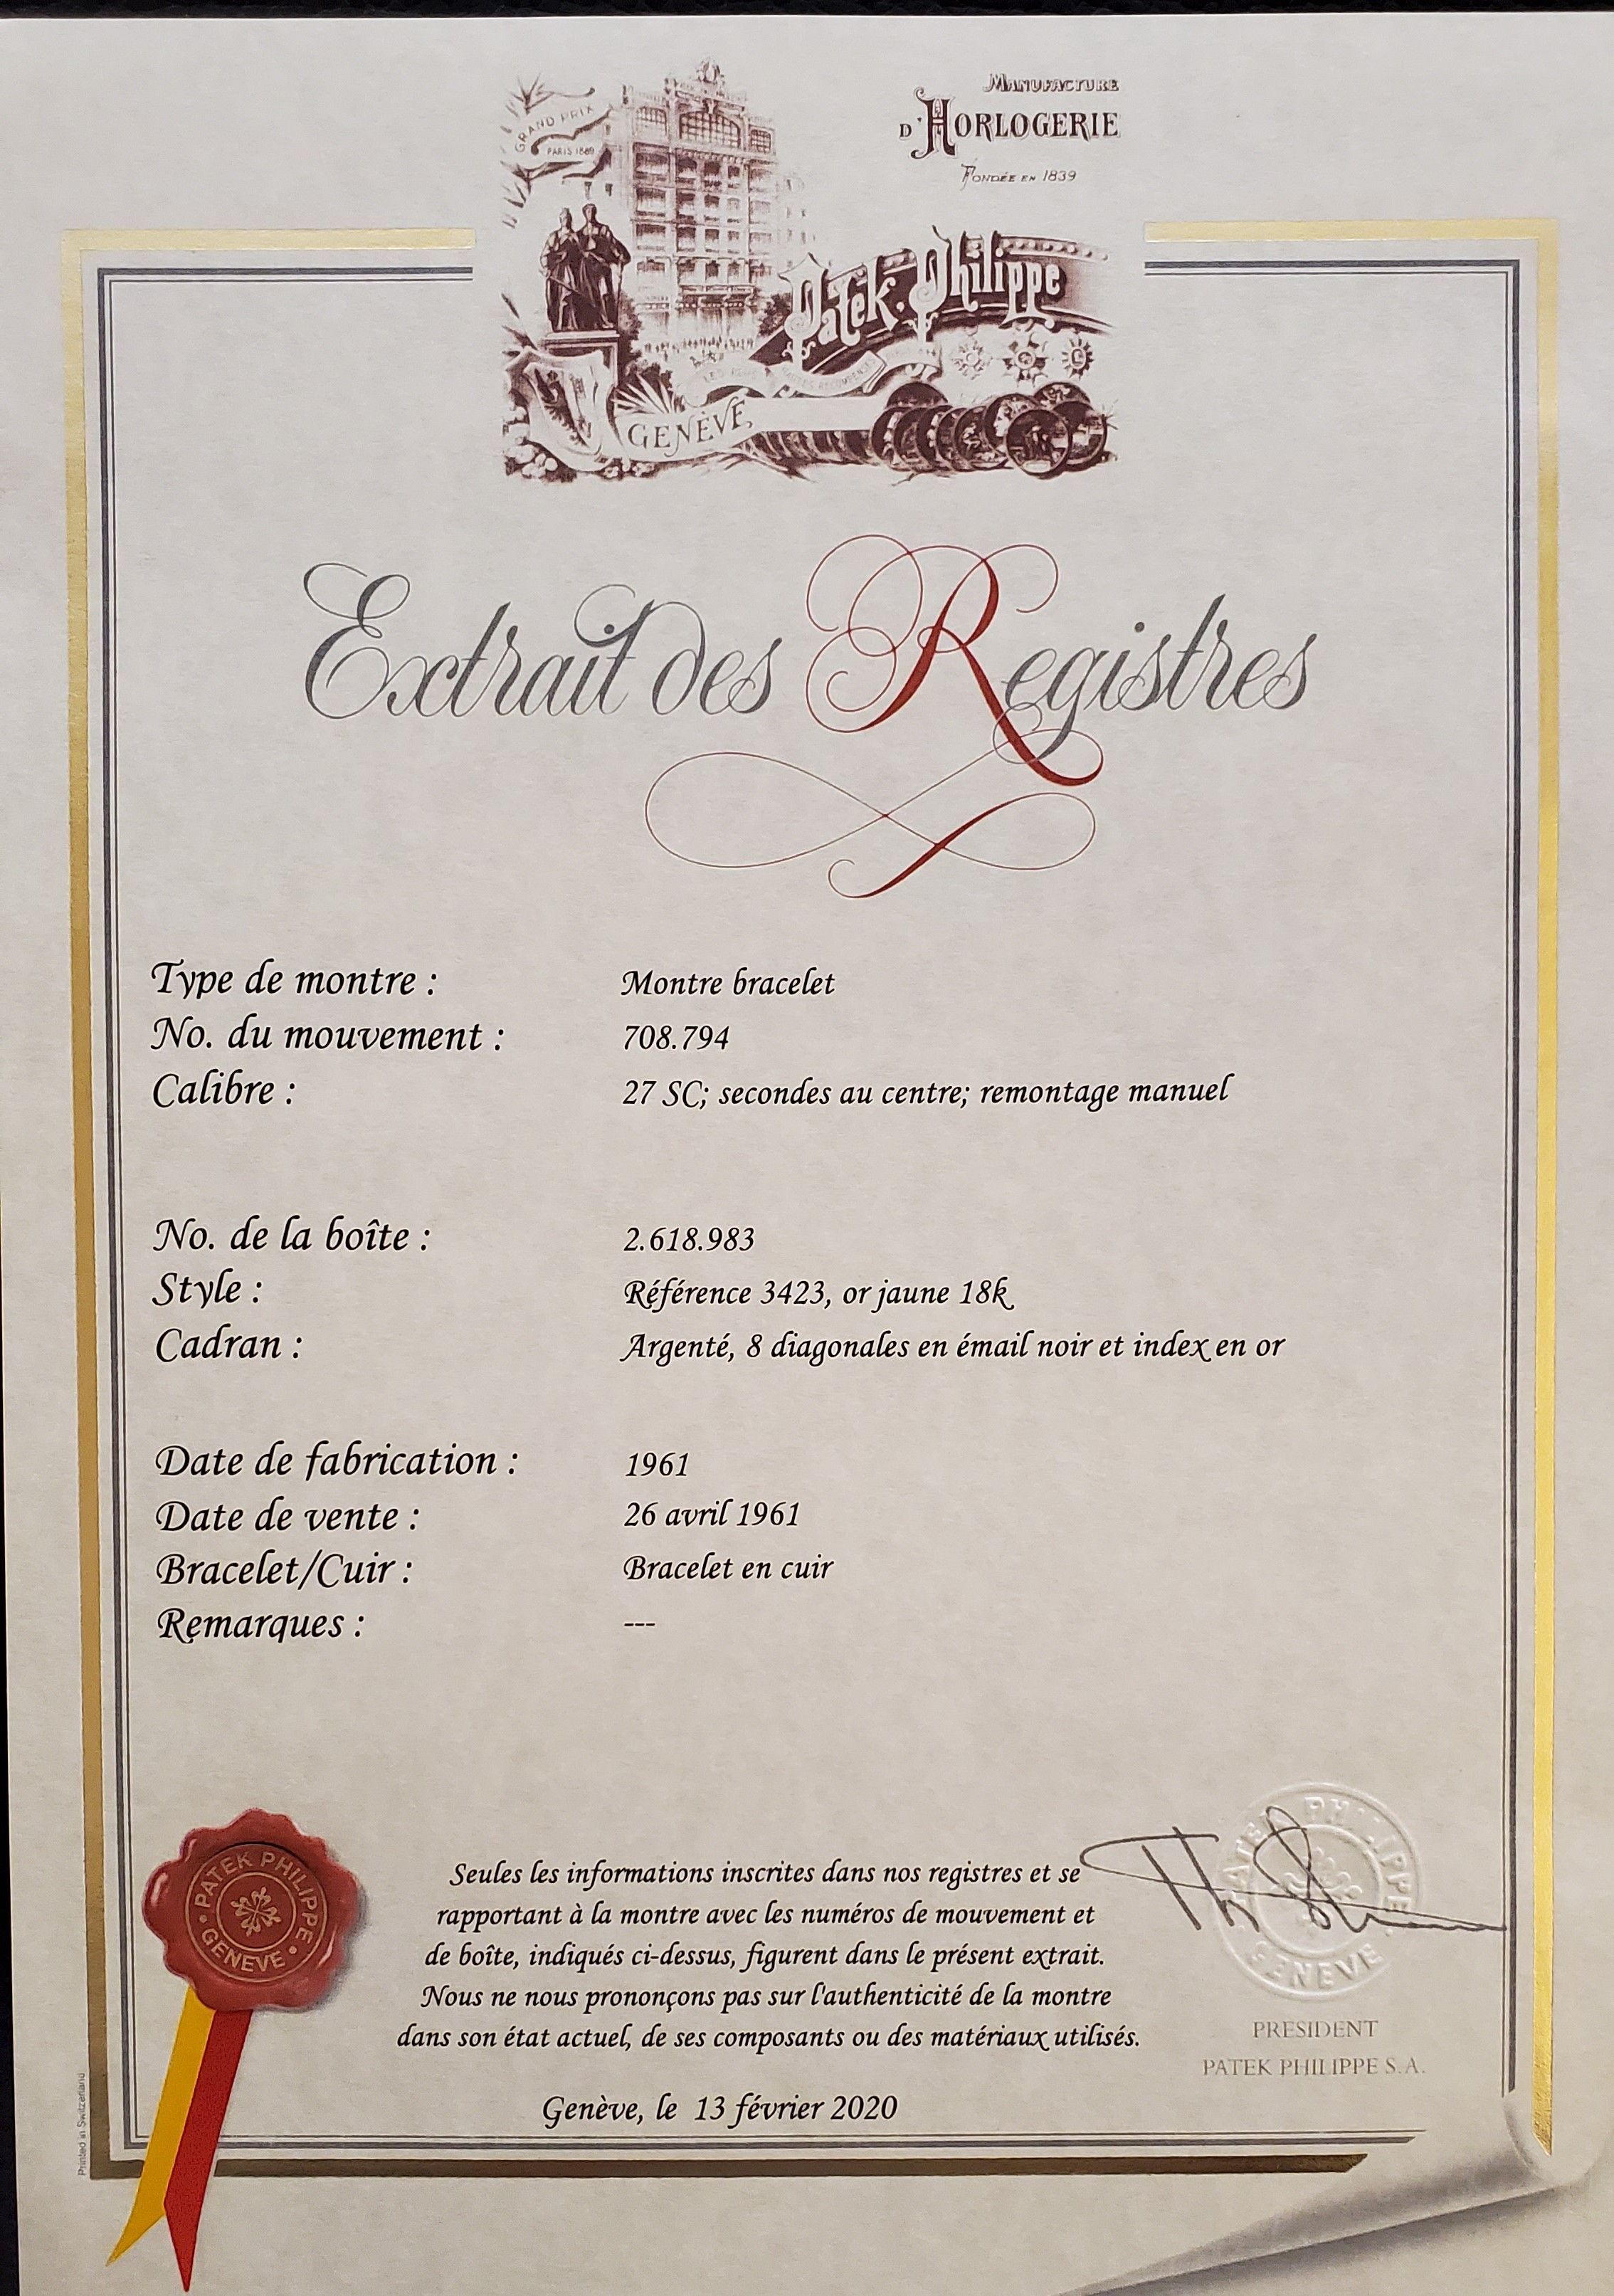 GRAND PRIX
PARIS 1889
MANUFACTURE
D'HORLOGERIE
FONDÉE EN 1839
Patek. Philippe
GENÈVE
Extrait des Registres
Type de montre : Montre bracelet
No. du mouvement : 708.794
Calibre : 27 SC; secondes au centre; remontage manuel
No. de la boîte : 2.618.983
Style : Référence 3423, or jaune 18k
Cadran : Argenté, 8 diagonales en émail noir et index en or
Date de fabrication : 1961
Date de vente : 26 avril 1961
Bracelet/Cuir : Bracelet en cuir
Remarques : ---
PATEK PHILIPPE
GENEVE
Seules les informations inscrites dans nos registres et se
rapportant à la montre avec les numéros de mouvement et
de boîte, indiqués ci-dessus, figurent dans le présent extrait.
Nous ne nous prononçons pas sur l'authenticité de la montre
dans son état actuel, de ses composants ou des matériaux utilisés.
Genève, le 13 février 2020
PATEK PHILIPPE
GENEVE
PRESIDENT
PATEK PHILIPPE S.A.
Printed in Switzerland